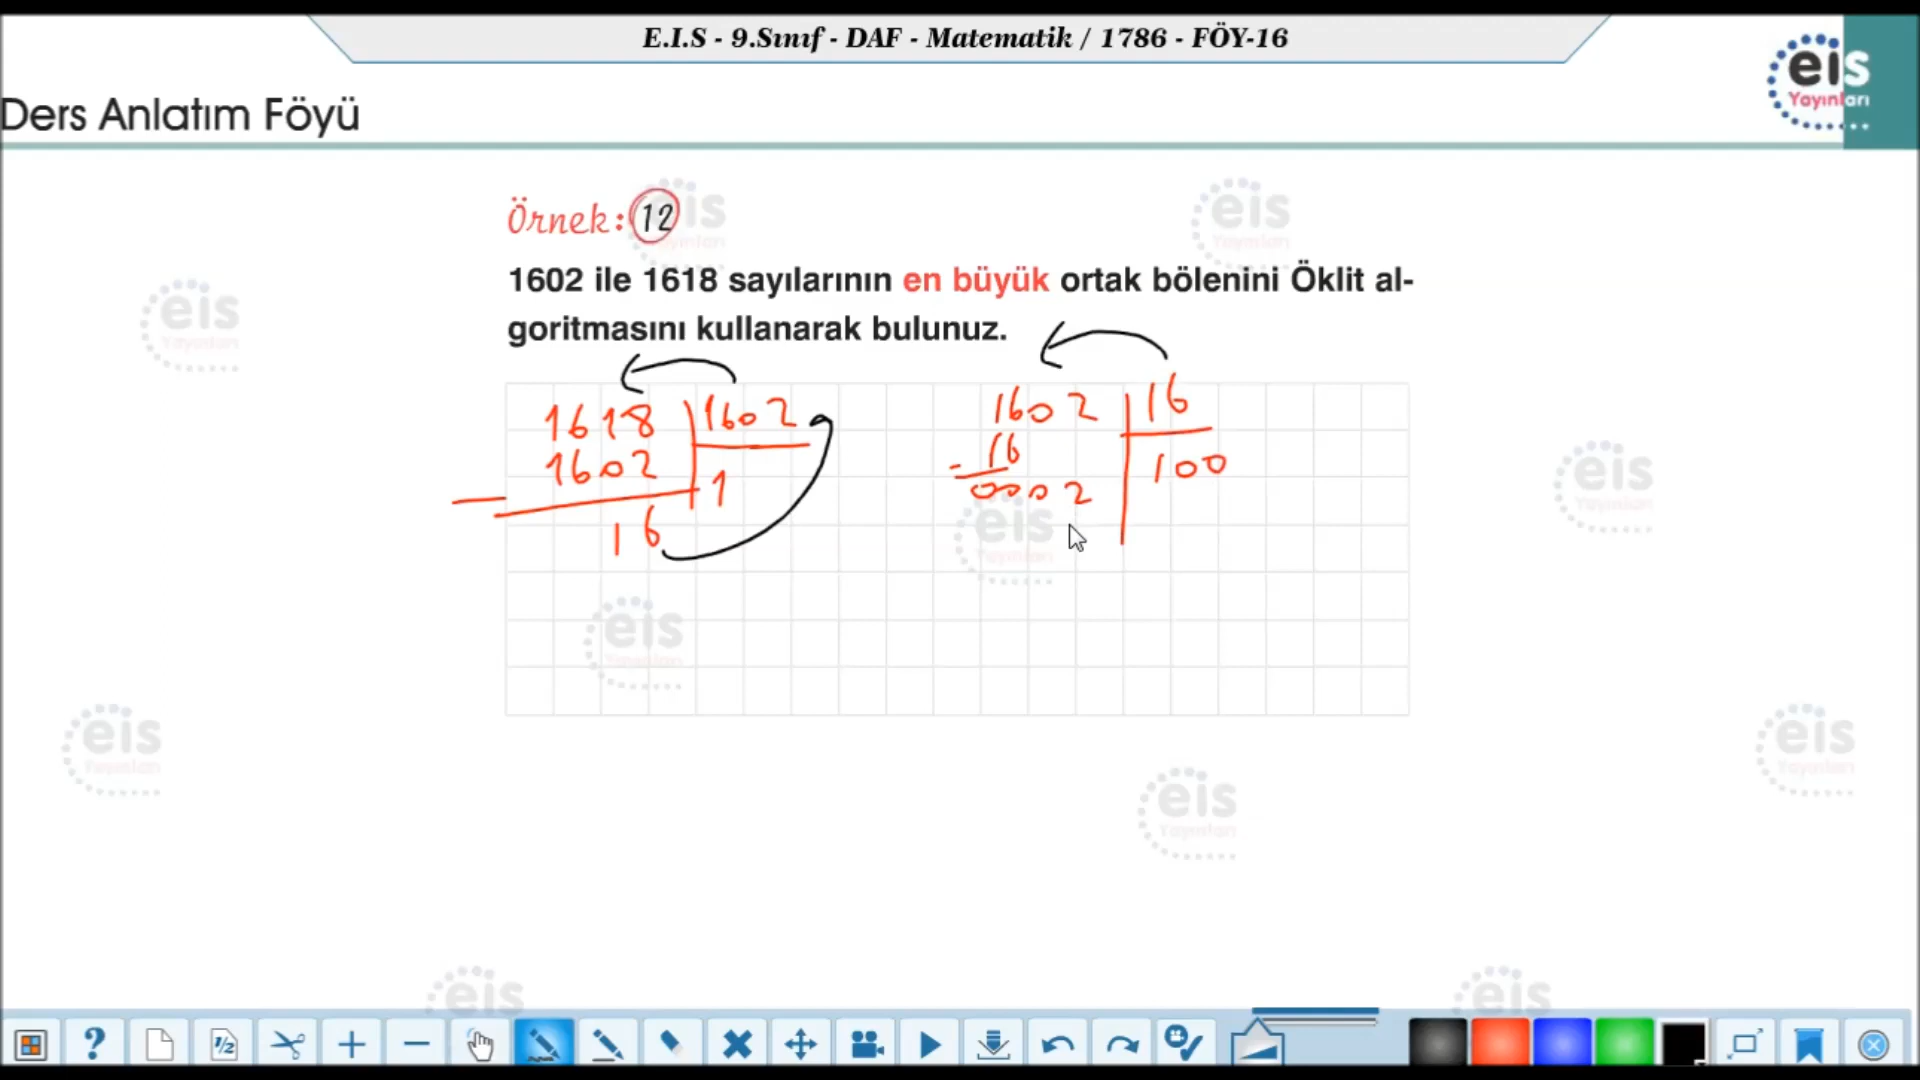 E.I.S - 9.Sınıf - DAF - Matematik / 1786 - FÖY-16
eis
Yayınları
Ders Anlatım Föyü
Örnek: 12
1602 ile 1618 sayılarının en büyük ortak bölenini Öklit al-
goritmasını kullanarak bulunuz.
1618 1602
1602 1
16
1602 16
- 16 100
0002